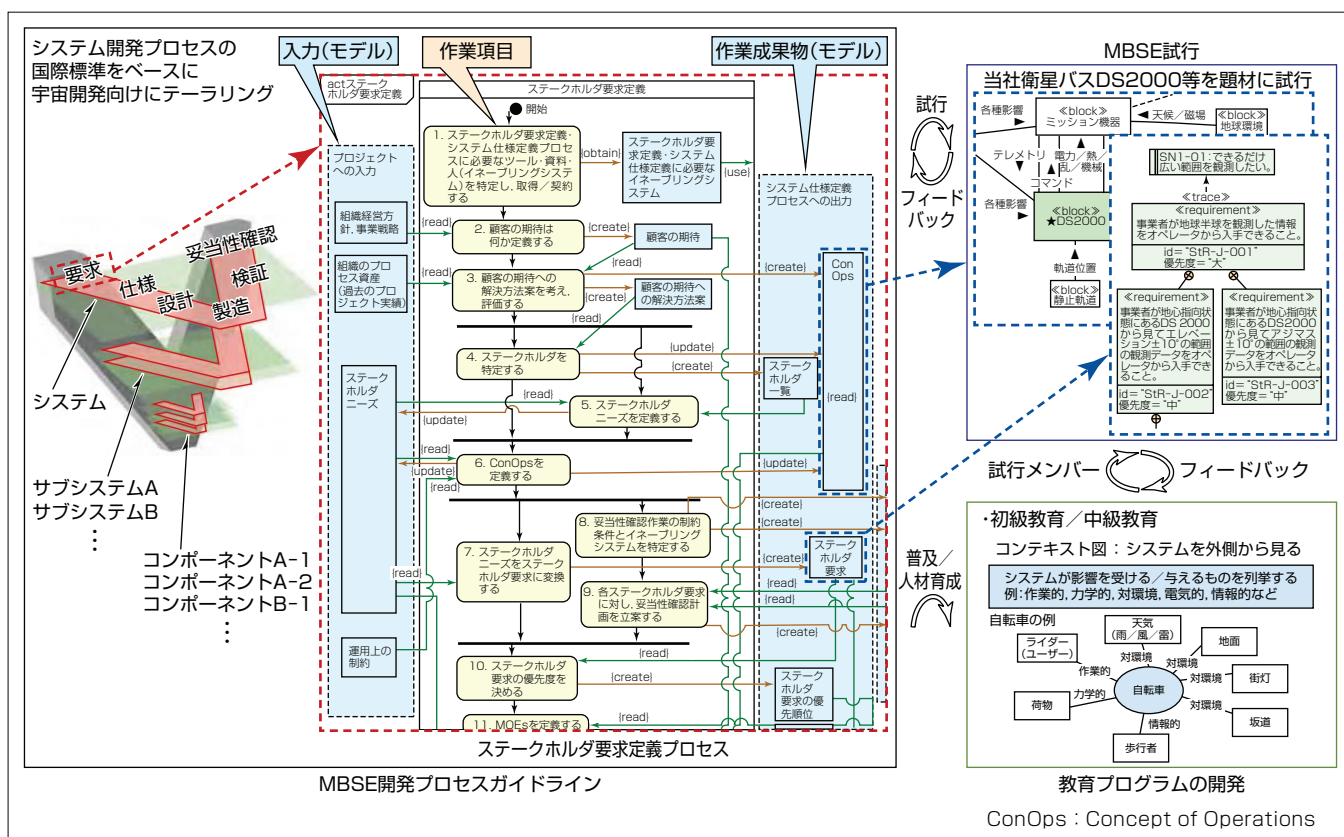 システム開発プロセスの
国際標準をベースに
宇宙開発向けにテーラリング
入力(モデル)
作業項目
作業成果物(モデル)
actステーク
ホルダ要求定義
ステークホルダ要求定義
開始
1. ステークホルダ要求定義・
システム仕様定義プロセス
に必要なツール・資料・
人(イネーブリングシステ
ム)を特定し, 取得/契約
する
{obtain}
ステークホルダ要
求定義・システム
仕様定義に必要な
イネーブリングシ
ステム
{use}
プロジェクト
への入力
システム仕様定義
プロセスへの出力
組織経営方
針, 事業戦略
{read}
2. 顧客の期待は
何か定義する
{create}
顧客の期待
{read}
組織のプロ
セス資産
(過去のプロ
ジェクト実績)
{read}
3. 顧客の期待への
解決方法案を考え,
評価する
{create}
{create}
顧客の期待へ
の解決方法案
{read}
Con
Ops
4. ステークホルダを
特定する
{update}
{create}
ステーク
ホルダ
一覧
ステーク
ホルダ
ニーズ
{read}
5. ステークホルダ
ニーズを定義する
{update}
{read}
{read}
{update}
{read}
6. ConOpsを
定義する
{update}
8. 妥当性確認作業の制約
条件とイネーブリング
システムを特定する
{create}
{create}
7. ステークホルダ
ニーズをステーク
ホルダ要求に変換
する
{read}
{create}
ステーク
ホルダ
要求
9. 各ステークホルダ要求
に対し, 妥当性確認計
画を立案する
{read}
{read}
{create}
運用上の
制約
{read}
10. ステークホルダ
要求の優先度を
決める
{create}
ステーク
ホルダ
要求の優
先順位
11. MOEsを定義する
{read}
ステークホルダ要求定義プロセス
MBSE開発プロセスガイドライン
要求
仕様
設計
製造
検証
妥当性確認
システム
サブシステムA
サブシステムB
⋮
コンポーネントA-1
コンポーネントA-2
コンポーネントB-1
⋮
試行
フィード
バック
普及/
人材育成
MBSE試行
当社衛星バスDS2000等を題材に試行
各種影響
≪block≫
ミッション機器
天候/磁場
≪block≫
地球環境
テレメトリ
電力/熱/
乱/機械
コマンド
各種影響
≪block≫
★DS2000
軌道位置
≪block≫
静止軌道
SN1-01:できるだけ
広い範囲を観測したい。
≪trace≫
≪requirement≫
事業者が地球半球を観測した情報
をオペレータから入手できること。
id="StR-J-001"
優先度="大"
≪requirement≫
事業者が地心指向状
態にあるDS 2000
から見てエレベー
ション±10°の範囲
の観測データをオペ
レータから入手でき
ること。
id="StR-J-002"
優先度="中"
≪requirement≫
事業者が地心指向状
態にあるDS2000
から見てアジマス
±10°の範囲の観測
データをオペレータ
から入手できること。
id="StR-J-003"
優先度="中"
試行メンバー
フィードバック
・初級教育/中級教育
コンテキスト図:システムを外側から見る
システムが影響を受ける/与えるものを列挙する
例:作業的, 力学的, 対環境, 電気的, 情報的など
自転車の例
ライダー
(ユーザー)
天気
(雨/風/雷)
地面
作業的
対環境
対環境
荷物
力学的
自転車
対環境
街灯
対環境
坂道
情報的
歩行者
教育プログラムの開発
ConOps:Concept of Operations